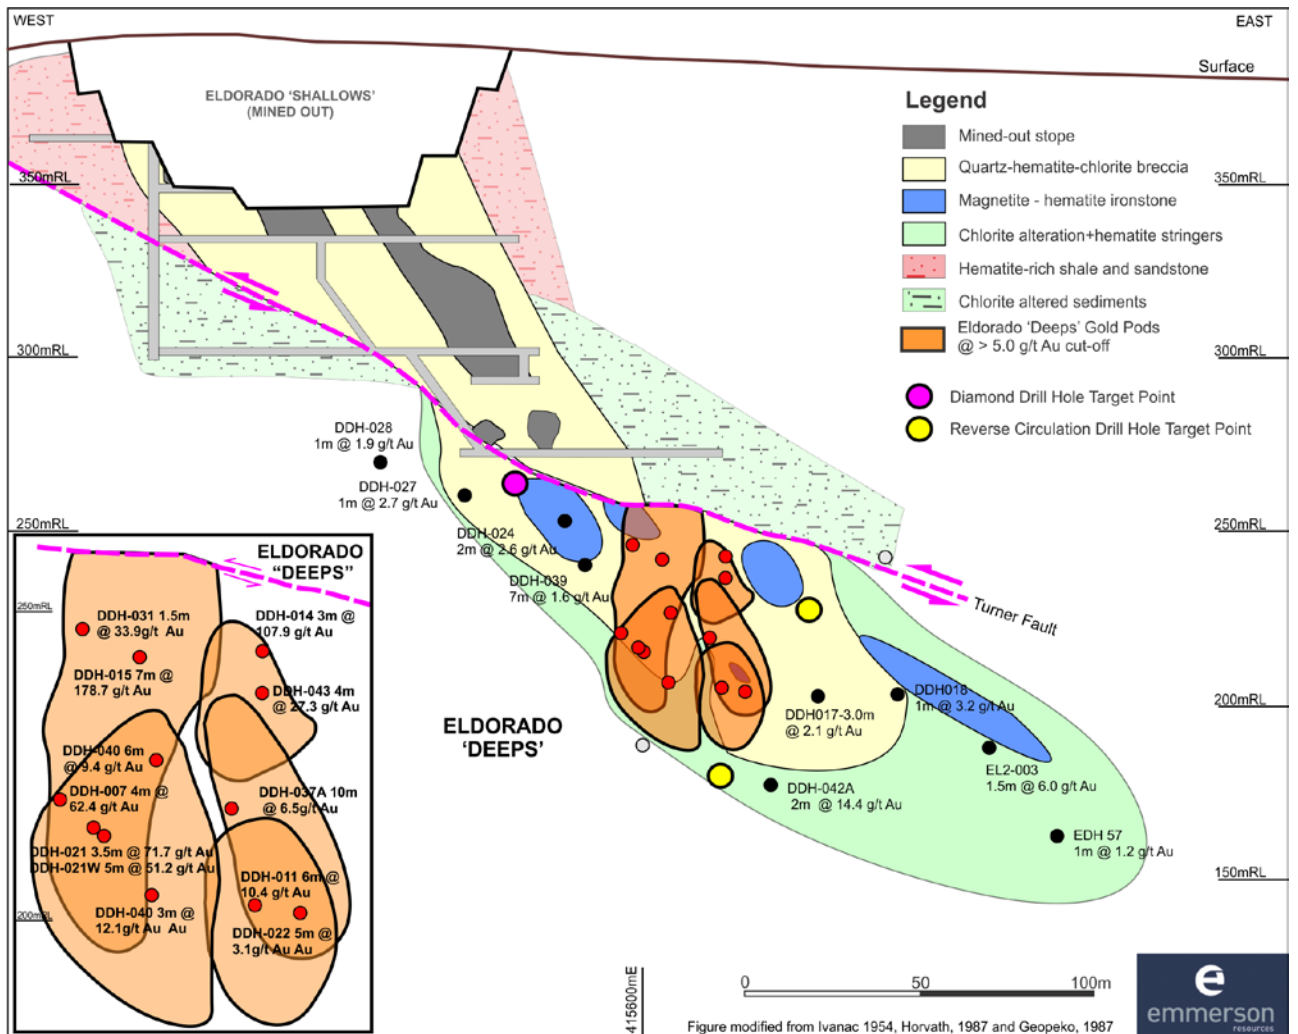 WEST
EAST
Surface
ELDORADO 'SHALLOWS'
(MINED OUT)
Legend
Mined-out stope
Quartz-hematite-chlorite breccia
Magnetite - hematite ironstone
Chlorite alteration+hematite stringers
Hematite-rich shale and sandstone
Chlorite altered sediments
Eldorado 'Deeps' Gold Pods
@ > 5.0 g/t Au cut-off
Diamond Drill Hole Target Point
Reverse Circulation Drill Hole Target Point
350mRL
350mRL
300mRL
300mRL
250mRL
250mRL
200mRL
150mRL
DDH-028
1m @ 1.9 g/t Au
DDH-027
1m @ 2.7 g/t Au
DDH-024
2m @ 2.6 g/t Au
DDH-039
7m @ 1.6 g/t Au
Turner Fault
DDH017-3.0m
@ 2.1 g/t Au
DDH018
1m @ 3.2 g/t Au
EL2-003
1.5m @ 6.0 g/t Au
DDH-042A
2m @ 14.4 g/t Au
EDH 57
1m @ 1.2 g/t Au
ELDORADO
'DEEPS'
ELDORADO
"DEEPS"
250mRL
200mRL
DDH-031 1.5m
@ 33.9g/t Au
DDH-014 3m @
107.9 g/t Au
DDH-015 7m @
178.7 g/t Au
DDH-043 4m
@ 27.3 g/t Au
DDH-040 6m
@ 9.4 g/t Au
DDH-007 4m @
62.4 g/t Au
DDH-037A 10m
@ 6.5g/t Au
DDH-021 3.5m @ 71.7 g/t Au
DDH-021W 5m @ 51.2 g/t Au
DDH-011 6m @
10.4 g/t Au
DDH-040 3m @
12.1g/t Au Au
DDH-022 5m @
3.1g/t Au Au
415600mE
0
50
100m
Figure modified from Ivanac 1954, Horvath, 1987 and Geopeko, 1987
e
emmerson
resources